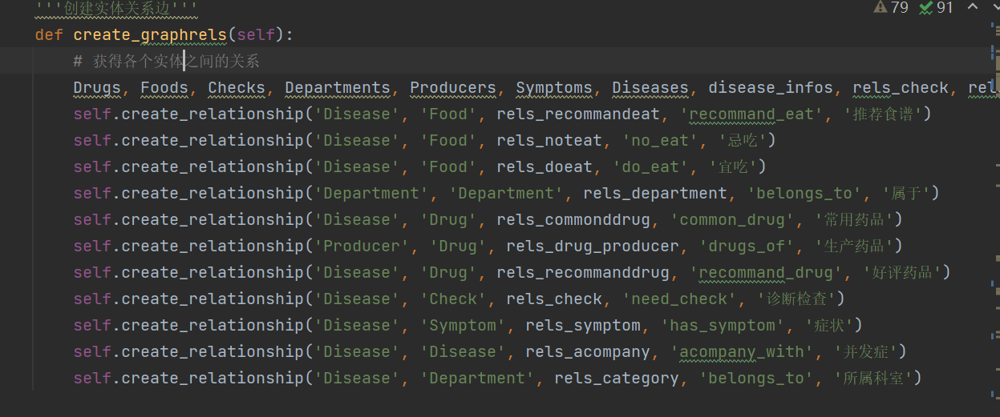 '''创建实体关系边''' 79 91
def create_graphrels(self):
# 获得各个实体之间的关系
Drugs, Foods, Checks, Departments, Producers, Symptoms, Diseases, disease_infos, rels_check, rel
self.create_relationship('Disease', 'Food', rels_recommandeat, 'recommand_eat', '推荐食谱')
self.create_relationship('Disease', 'Food', rels_noteat, 'no_eat', '忌吃')
self.create_relationship('Disease', 'Food', rels_doeat, 'do_eat', '宜吃')
self.create_relationship('Department', 'Department', rels_department, 'belongs_to', '属于')
self.create_relationship('Disease', 'Drug', rels_commonddrug, 'common_drug', '常用药品')
self.create_relationship('Producer', 'Drug', rels_drug_producer, 'drugs_of', '生产药品')
self.create_relationship('Disease', 'Drug', rels_recommanddrug, 'recommand_drug', '好评药品')
self.create_relationship('Disease', 'Check', rels_check, 'need_check', '诊断检查')
self.create_relationship('Disease', 'Symptom', rels_symptom, 'has_symptom', '症状')
self.create_relationship('Disease', 'Disease', rels_acompany, 'acompany_with', '并发症')
self.create_relationship('Disease', 'Department', rels_category, 'belongs_to', '所属科室')